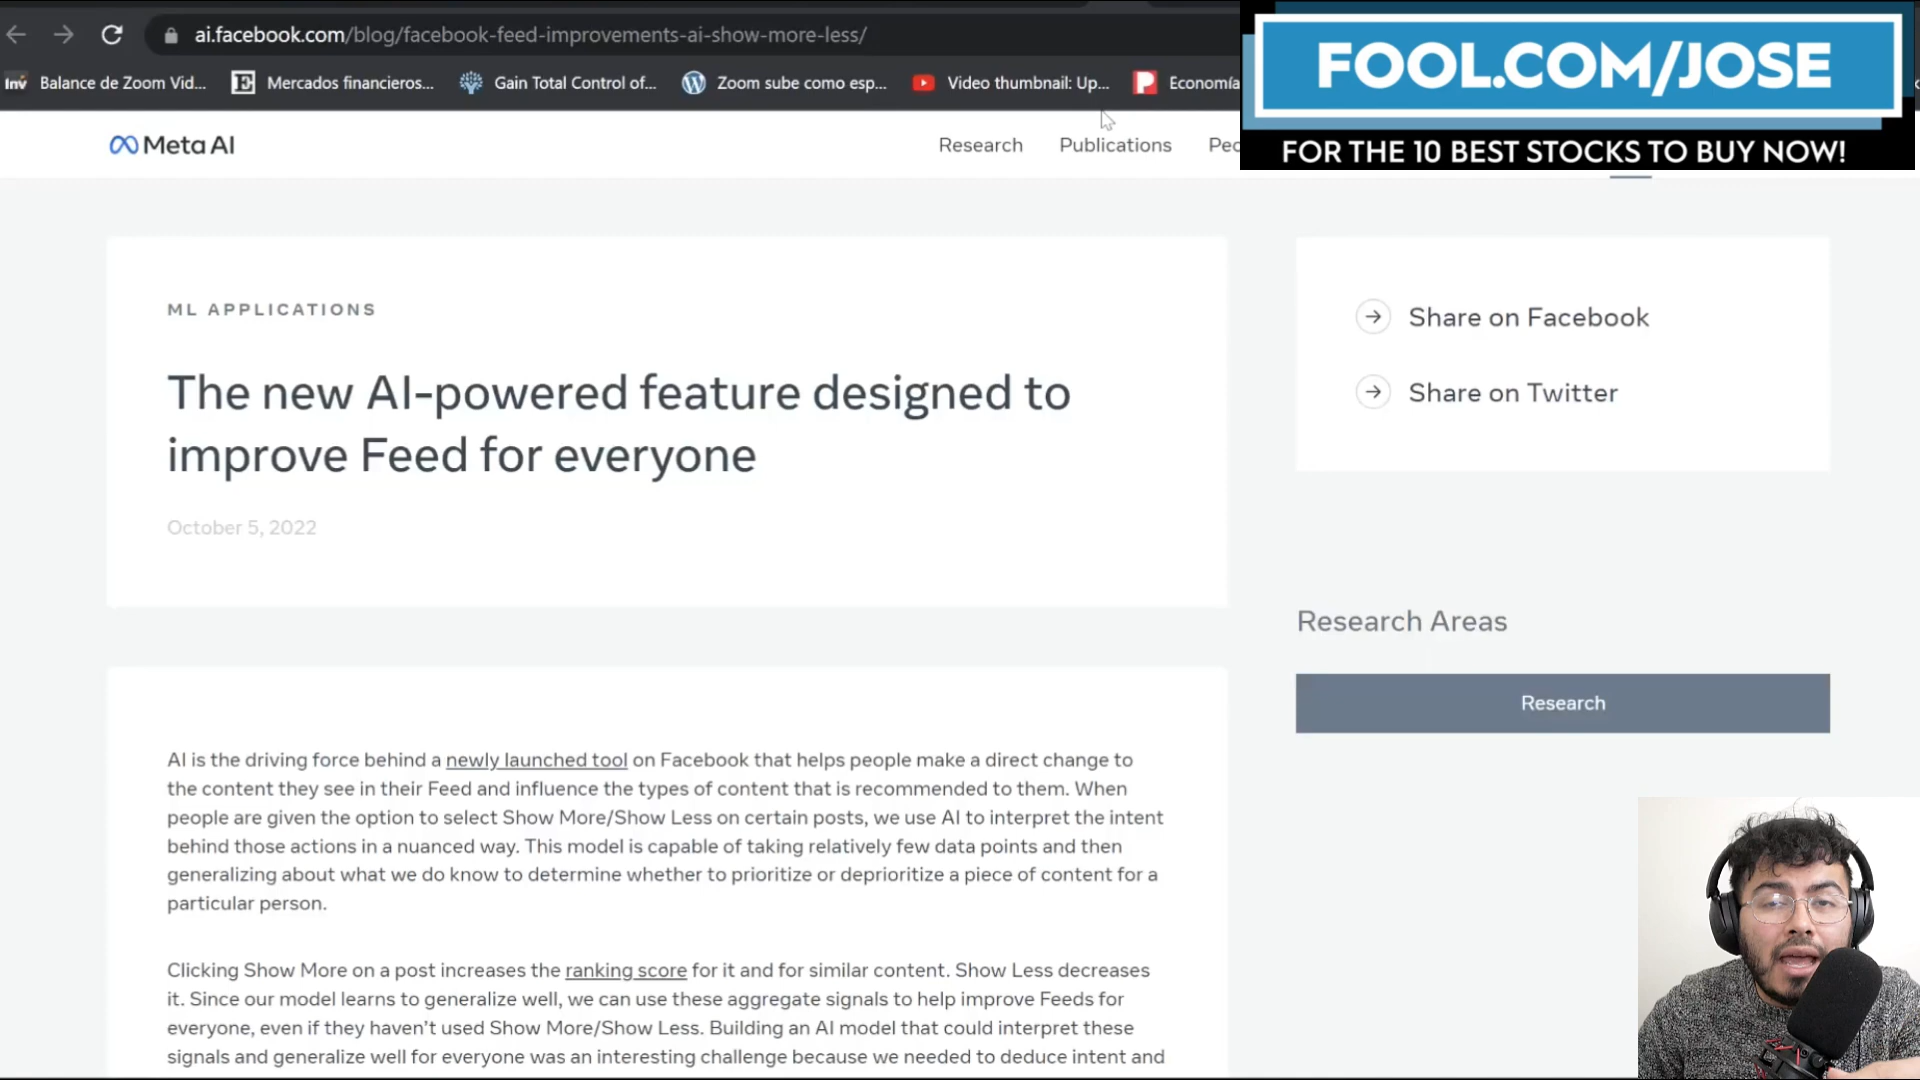 ai.facebook.com/blog/facebook-feed-improvements-ai-show-more-less/
FOOL.COM/JOSE
FOR THE 10 BEST STOCKS TO BUY NOW!
inv Balance de Zoom Vid... E Mercados financieros... Gain Total Control of... Zoom sube como esp... Video thumbnail: Up... P Economía
Meta AI
Research Publications
ML APPLICATIONS
The new AI-powered feature designed to
improve Feed for everyone
October 5, 2022
Share on Facebook
Share on Twitter
Research Areas
Research
AI is the driving force behind a newly launched tool on Facebook that helps people make a direct change to
the content they see in their Feed and influence the types of content that is recommended to them. When
people are given the option to select Show More/Show Less on certain posts, we use AI to interpret the intent
behind those actions in a nuanced way. This model is capable of taking relatively few data points and then
generalizing about what we do know to determine whether to prioritize or deprioritize a piece of content for a
particular person.
Clicking Show More on a post increases the ranking score for it and for similar content. Show Less decreases
it. Since our model learns to generalize well, we can use these aggregate signals to help improve Feeds for
everyone, even if they haven't used Show More/Show Less. Building an AI model that could interpret these
signals and generalize well for everyone was an interesting challenge because we needed to deduce intent and